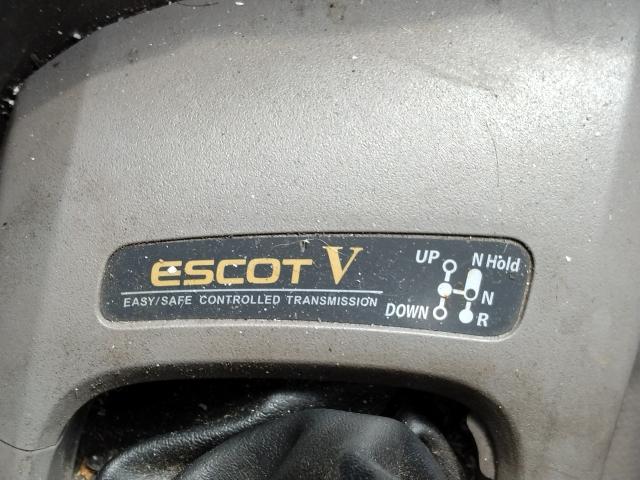 ESCOT V
EASY/SAFE CONTROLLED TRANSMISSION
UP N Hold
N
DOWN R